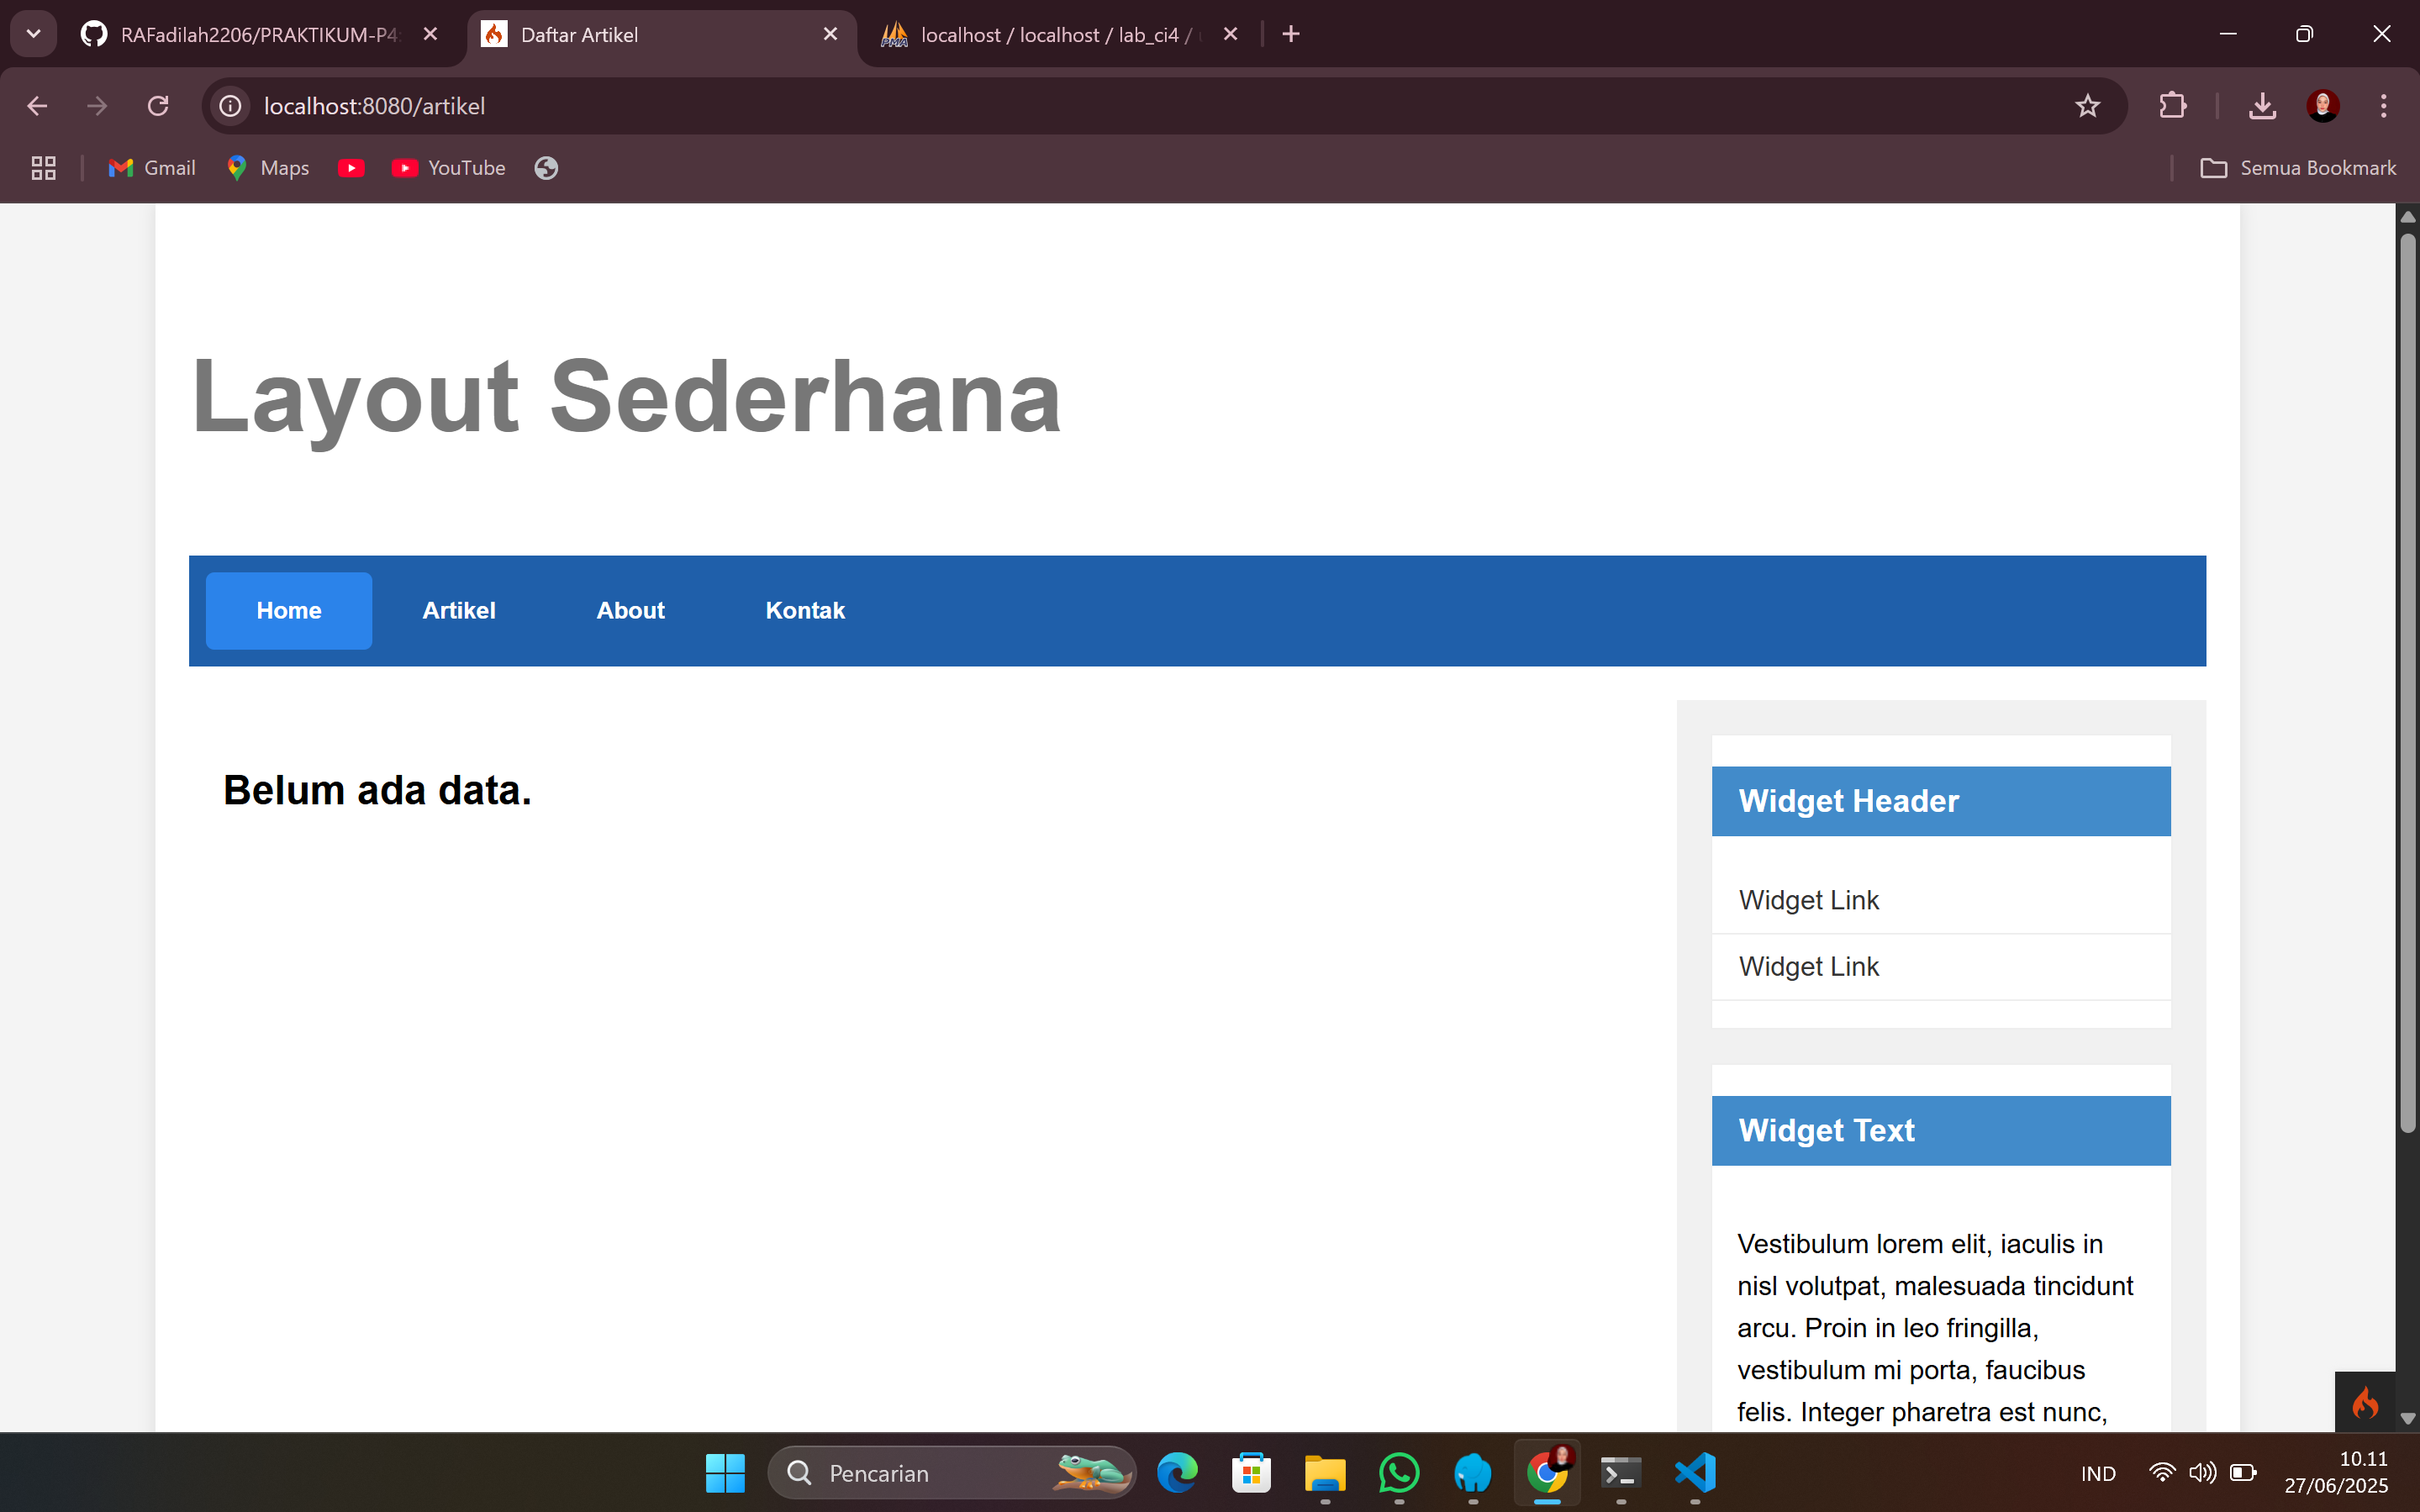 RAFadilah2206/PRAKTIKUM-P4
Daftar Artikel
localhost / localhost / lab_ci4 /
localhost:8080/artikel
Gmail
Maps
YouTube
Semua Bookmark
Layout Sederhana
Home Artikel About Kontak
Belum ada data.
Widget Header
Widget Link
Widget Link
Widget Text
Vestibulum lorem elit, iaculis in
nisl volutpat, malesuada tincidunt
arcu. Proin in leo fringilla,
vestibulum mi porta, faucibus
felis. Integer pharetra est nunc,
Pencarian
IND
10.11
27/06/2025